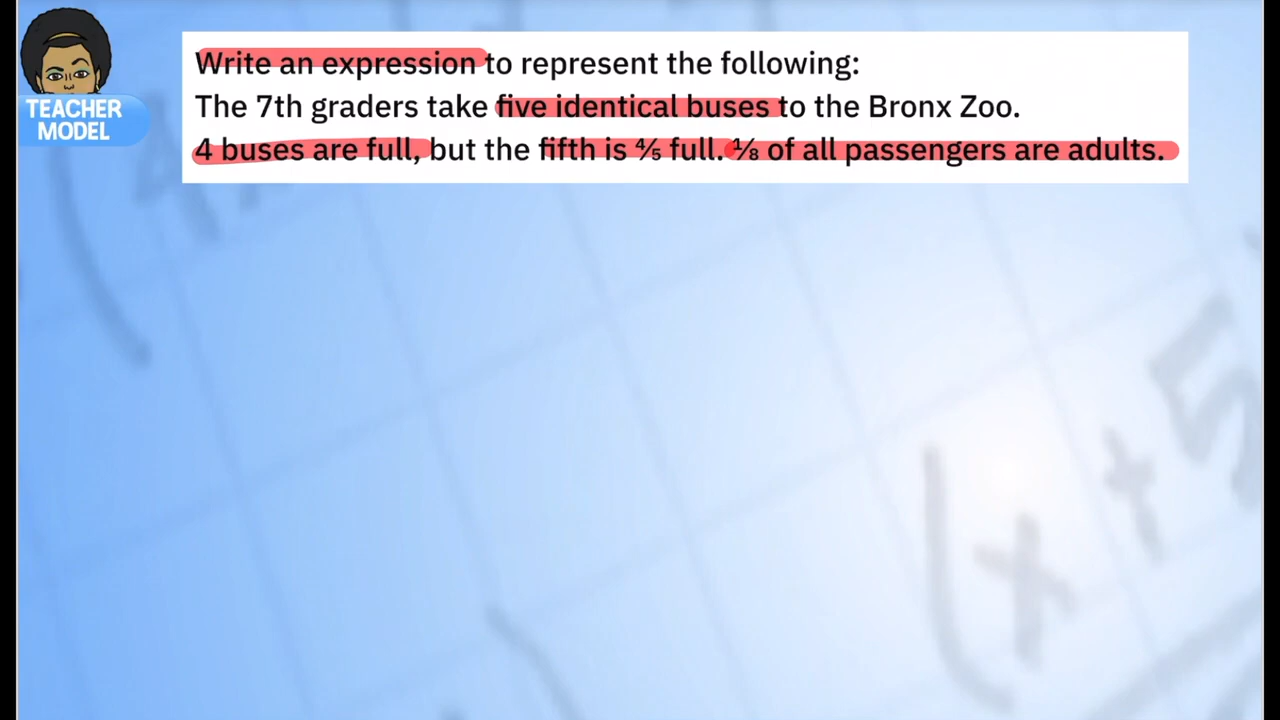 TEACHER
MODEL
Write an expression to represent the following:
The 7th graders take five identical buses to the Bronx Zoo.
4 buses are full, but the fifth is ⅘ full. ⅛ of all passengers are adults.
(x + 5